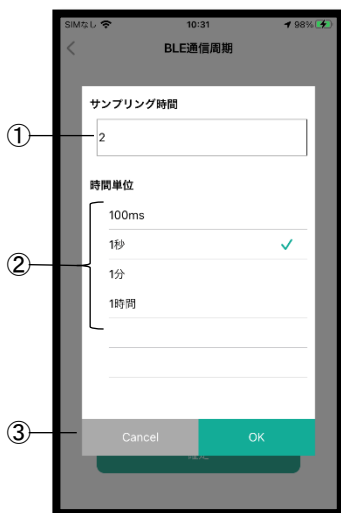 SIMなし 10:31 98%
BLE通信周期
サンプリング時間
① 2
時間単位
② 100ms
1秒
1分
1時間
③ Cancel OK
確定